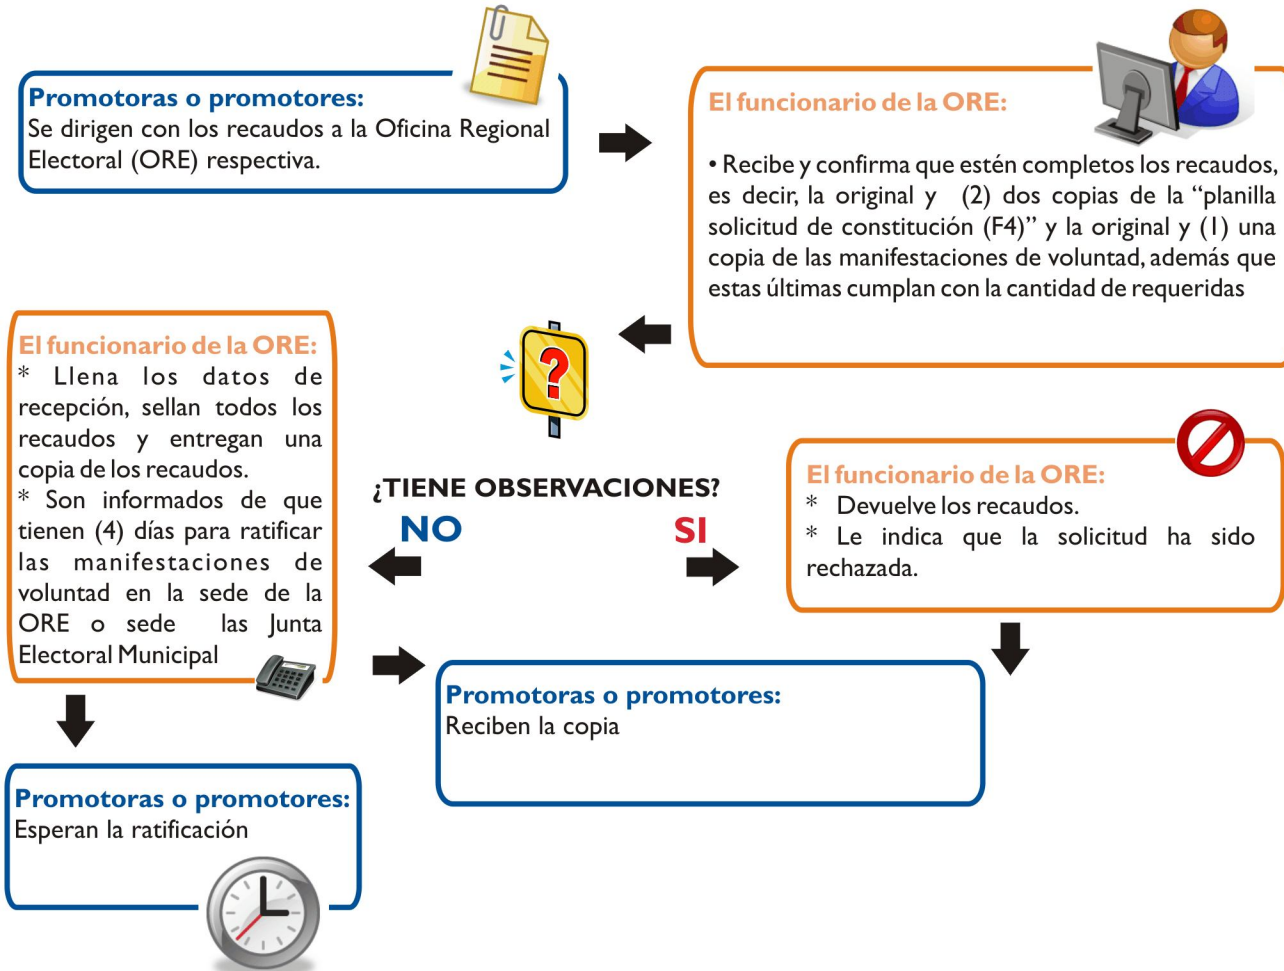 Promotoras o promotores:
Se dirigen con los recaudos a la Oficina Regional
Electoral (ORE) respectiva.
El funcionario de la ORE:
• Recibe y confirma que estén completos los recaudos,
es decir, la original y (2) dos copias de la “planilla
solicitud de constitución (F4)” y la original y (1) una
copia de las manifestaciones de voluntad, además que
estas últimas cumplan con la cantidad de requeridas
?
¿TIENE OBSERVACIONES?
NO
SI
El funcionario de la ORE:
* Llena los datos de
recepción, sellan todos los
recaudos y entregan una
copia de los recaudos.
* Son informados de que
tienen (4) días para ratificar
las manifestaciones de
voluntad en la sede de la
ORE o sede las Junta
Electoral Municipal
El funcionario de la ORE:
* Devuelve los recaudos.
* Le indica que la solicitud ha sido
rechazada.
Promotoras o promotores:
Reciben la copia
Promotoras o promotores:
Esperan la ratificación